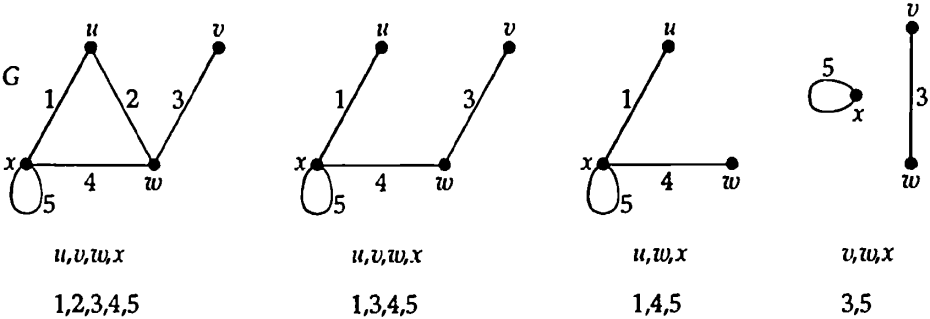 u v u v u v
G 1 2 3 1 3 1 5 x 3
x 4 w x 4 w x 4 w w
5 5 5
u,v,w,x u,v,w,x u,w,x v,w,x
1,2,3,4,5 1,3,4,5 1,4,5 3,5